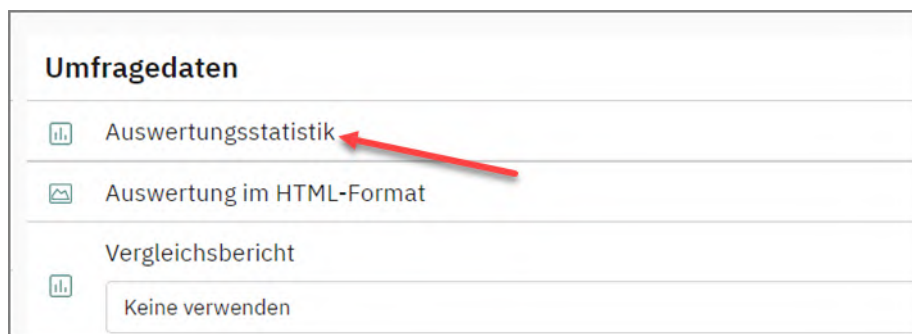 Umfragedaten
Auswertungsstatistik
Auswertung im HTML-Format
Vergleichsbericht
Keine verwenden